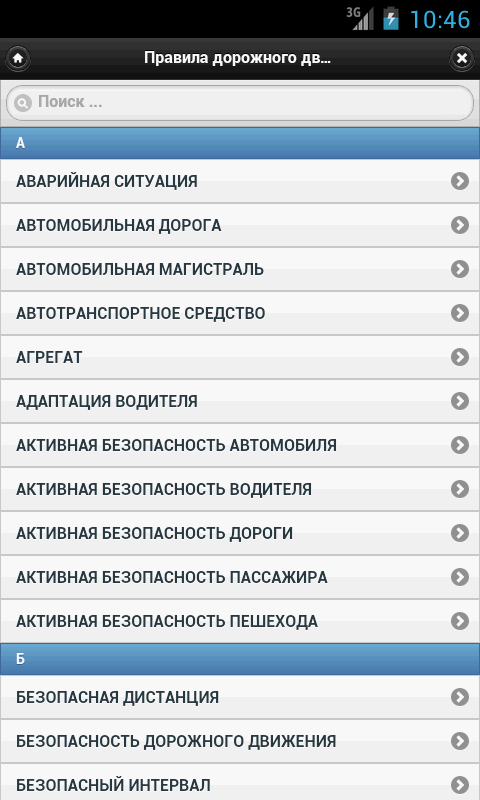 3G
10:46
Правила дорожного дв...
Поиск ...
А
АВАРИЙНАЯ СИТУАЦИЯ
АВТОМОБИЛЬНАЯ ДОРОГА
АВТОМОБИЛЬНАЯ МАГИСТРАЛЬ
АВТОТРАНСПОРТНОЕ СРЕДСТВО
АГРЕГАТ
АДАПТАЦИЯ ВОДИТЕЛЯ
АКТИВНАЯ БЕЗОПАСНОСТЬ АВТОМОБИЛЯ
АКТИВНАЯ БЕЗОПАСНОСТЬ ВОДИТЕЛЯ
АКТИВНАЯ БЕЗОПАСНОСТЬ ДОРОГИ
АКТИВНАЯ БЕЗОПАСНОСТЬ ПАССАЖИРА
АКТИВНАЯ БЕЗОПАСНОСТЬ ПЕШЕХОДА
Б
БЕЗОПАСНАЯ ДИСТАНЦИЯ
БЕЗОПАСНОСТЬ ДОРОЖНОГО ДВИЖЕНИЯ
БЕЗОПАСНЫЙ ИНТЕРВАЛ